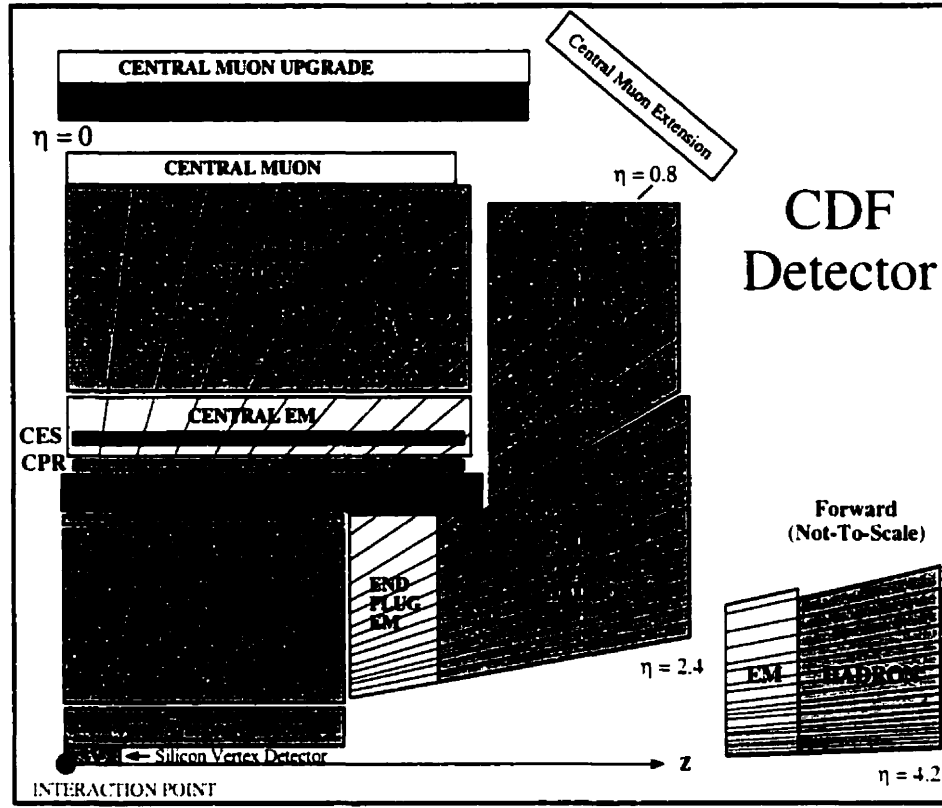 CENTRAL MUON UPGRADE
Central Muon Extension
η = 0
CENTRAL MUON
η = 0.8
CDF
Detector
CENTRAL EM
CES
CPR
Forward
(Not-To-Scale)
END
PLUG
EM
η = 2.4
EM
HADRON
← Silicon Vertex Detector
Z
INTERACTION POINT
η = 4.2